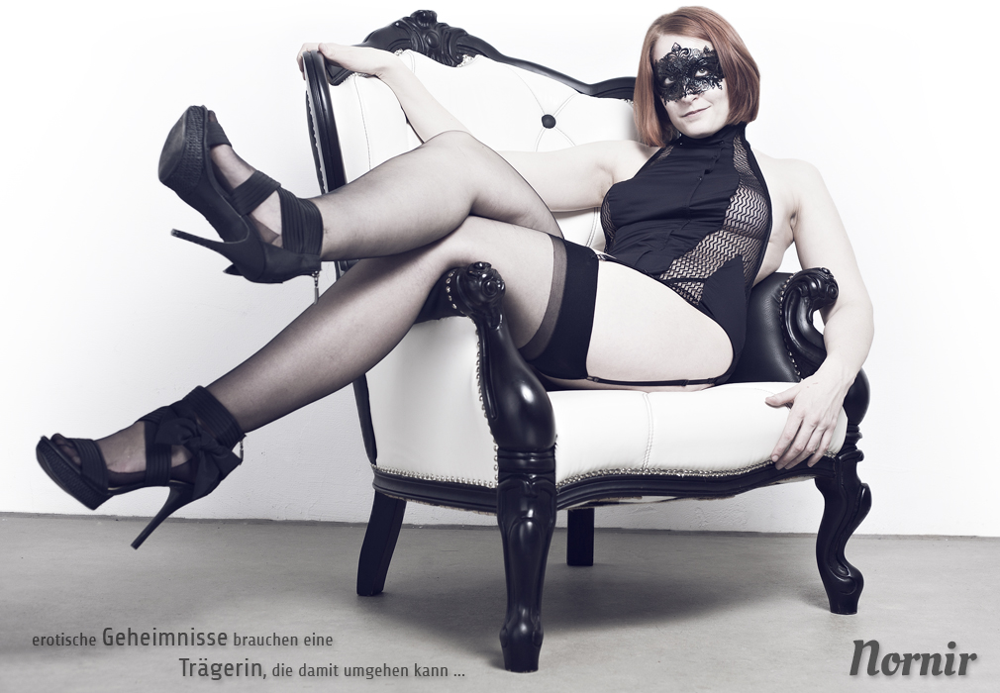 erotische Geheimnisse brauchen eine
Trägerin, die damit umgehen kann ...
Nornir